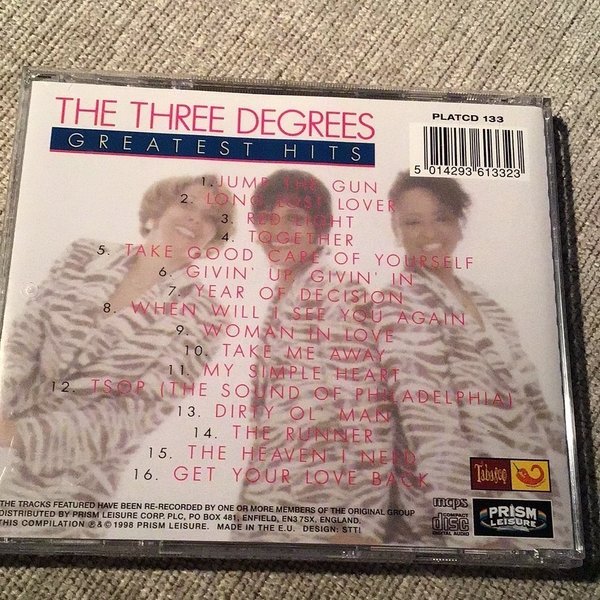 THE THREE DEGREES
GREATEST HITS
PLATCD 133
5 014293 613323
1. JUMP THE GUN
2. LONG LOST LOVER
3. RED LIGHT
4. TOGETHER
5. TAKE GOOD CARE OF YOURSELF
6. GIVIN' UP GIVIN' IN
7. YEAR OF DECISION
8. WHEN WILL I SEE YOU AGAIN
9. WOMAN IN LOVE
10. TAKE ME AWAY
11. MY SIMPLE HEART
12. TSOP (THE SOUND OF PHILADELPHIA)
13. DIRTY OL' MAN
14. THE RUNNER
15. THE HEAVEN I NEED
16. GET YOUR LOVE BACK
THE TRACKS FEATURED HAVE BEEN RE-RECORDED BY ONE OR MORE MEMBERS OF THE ORIGINAL GROUP
DISTRIBUTED BY PRISM LEISURE CORP. PLC, PO BOX 481, ENFIELD, EN3 7SX, ENGLAND.
THIS COMPILATION ℗ & © 1998 PRISM LEISURE. MADE IN THE E.U. DESIGN: STT!
mcps
COMPACT
disc
DIGITAL AUDIO
PRISM
LEISURE